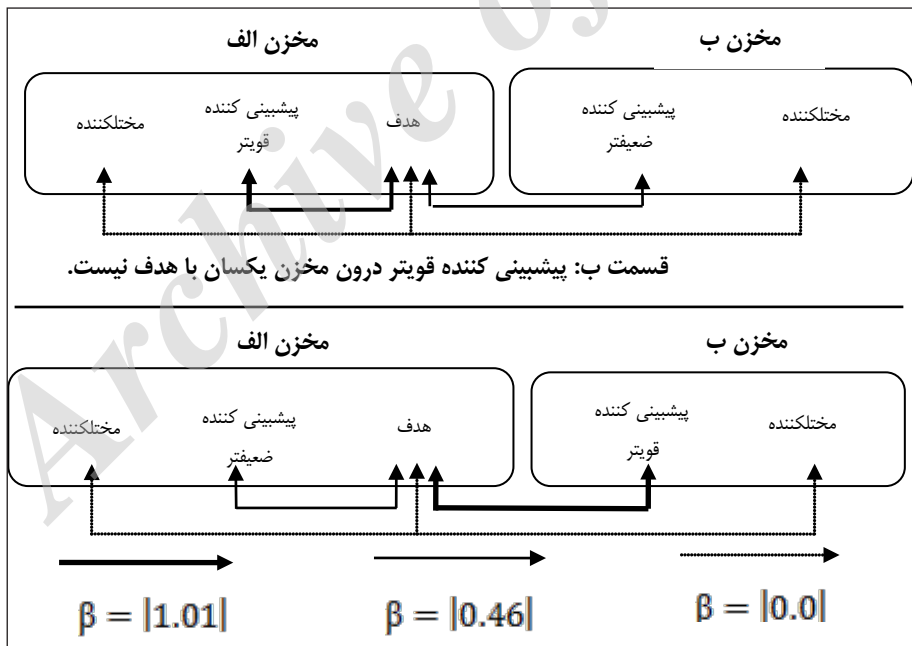 مخزن الف    مخزن ب
مختلکننده    پیشبینی کننده    هدف    پیشبینی کننده    مختلکننده
قویتر    ضعیفتر
قسمت ب: پیشبینی کننده قویتر درون مخزن یکسان با هدف نیست.
مخزن الف    مخزن ب
مختلکننده    پیشبینی کننده    هدف    پیشبینی کننده    مختلکننده
ضعیفتر    قویتر
β = |1.01|    β = |0.46|    β = |0.0|
Archive of